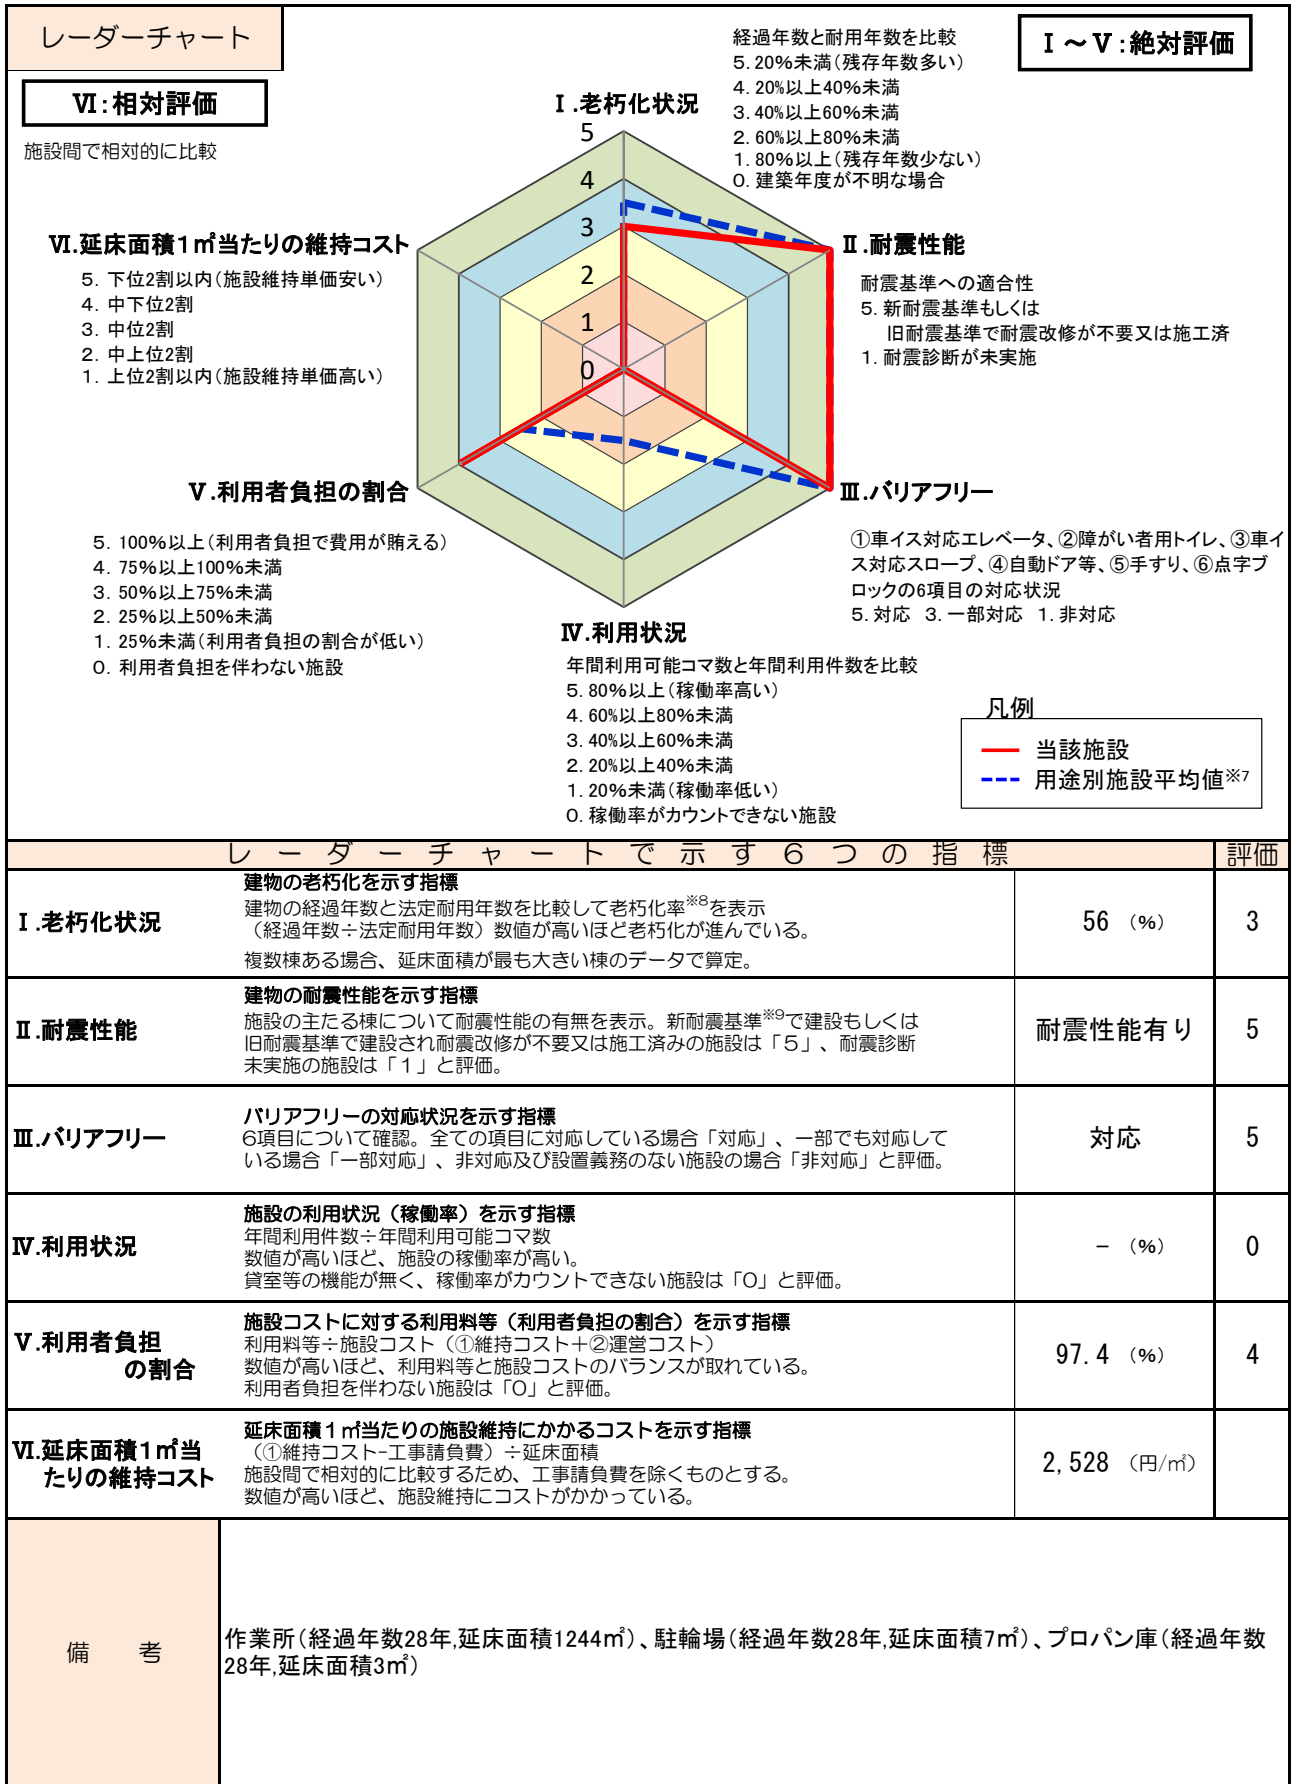 レーダーチャート
Ⅰ～Ⅴ:絶対評価
Ⅵ:相対評価
施設間で相対的に比較
経過年数と耐用年数を比較
5.20%未満(残存年数多い)
4.20%以上40%未満
3.40%以上60%未満
2.60%以上80%未満
1.80%以上(残存年数少ない)
0.建築年度が不明な場合
Ⅰ.老朽化状況
5
4
3
2
1
0
Ⅱ.耐震性能
耐震基準への適合性
5.新耐震基準もしくは
旧耐震基準で耐震改修が不要又は施工済
1.耐震診断が未実施
Ⅵ.延床面積1㎡当たりの維持コスト
5.下位2割以内(施設維持単価安い)
4.中下位2割
3.中位2割
2.中上位2割
1.上位2割以内(施設維持単価高い)
Ⅲ.バリアフリー
①車イス対応エレベータ、②障がい者用トイレ、③車イ
ス対応スロープ、④自動ドア等、⑤手すり、⑥点字ブ
ロックの6項目の対応状況
5.対応 3.一部対応 1.非対応
Ⅴ.利用者負担の割合
5.100%以上(利用者負担で費用が賄える)
4.75%以上100%未満
3.50%以上75%未満
2.25%以上50%未満
1.25%未満(利用者負担の割合が低い)
0.利用者負担を伴わない施設
Ⅳ.利用状況
年間利用可能コマ数と年間利用件数を比較
5.80%以上(稼働率高い)
4.60%以上80%未満
3.40%以上60%未満
2.20%以上40%未満
1.20%未満(稼働率低い)
0.稼働率がカウントできない施設
凡例
当該施設
用途別施設平均値※7
レーダーチャートで示す6つの指標 評価
Ⅰ.老朽化状況
建物の老朽化を示す指標
建物の経過年数と法定耐用年数を比較して老朽化率※8を表示
(経過年数÷法定耐用年数)数値が高いほど老朽化が進んでいる。
複数棟ある場合、延床面積が最も大きい棟のデータで算定。
56 (%) 3
Ⅱ.耐震性能
建物の耐震性能を示す指標
施設の主たる棟について耐震性能の有無を表示。新耐震基準※9で建設もしくは
旧耐震基準で建設され耐震改修が不要又は施工済みの施設は「5」、耐震診断
未実施の施設は「1」と評価。
耐震性能有り 5
Ⅲ.バリアフリー
バリアフリーの対応状況を示す指標
6項目について確認。全ての項目に対応している場合「対応」、一部でも対応して
いる場合「一部対応」、非対応及び設置義務のない施設の場合「非対応」と評価。
対応 5
Ⅳ.利用状況
施設の利用状況(稼働率)を示す指標
年間利用件数÷年間利用可能コマ数
数値が高いほど、施設の稼働率が高い。
貸室等の機能が無く、稼働率がカウントできない施設は「0」と評価。
- (%) 0
Ⅴ.利用者負担
の割合
施設コストに対する利用料等(利用者負担の割合)を示す指標
利用料等÷施設コスト(①維持コスト+②運営コスト)
数値が高いほど、利用料等と施設コストのバランスが取れている。
利用者負担を伴わない施設は「0」と評価。
97.4 (%) 4
Ⅵ.延床面積1㎡当
たりの維持コスト
延床面積1㎡当たりの施設維持にかかるコストを示す指標
(①維持コスト-工事請負費)÷延床面積
施設間で相対的に比較するため、工事請負費を除くものとする。
数値が高いほど、施設維持にコストがかかっている。
2,528 (円/㎡)
備 考
作業所(経過年数28年,延床面積1244㎡)、駐輪場(経過年数28年,延床面積7㎡)、プロパン庫(経過年数
28年,延床面積3㎡)